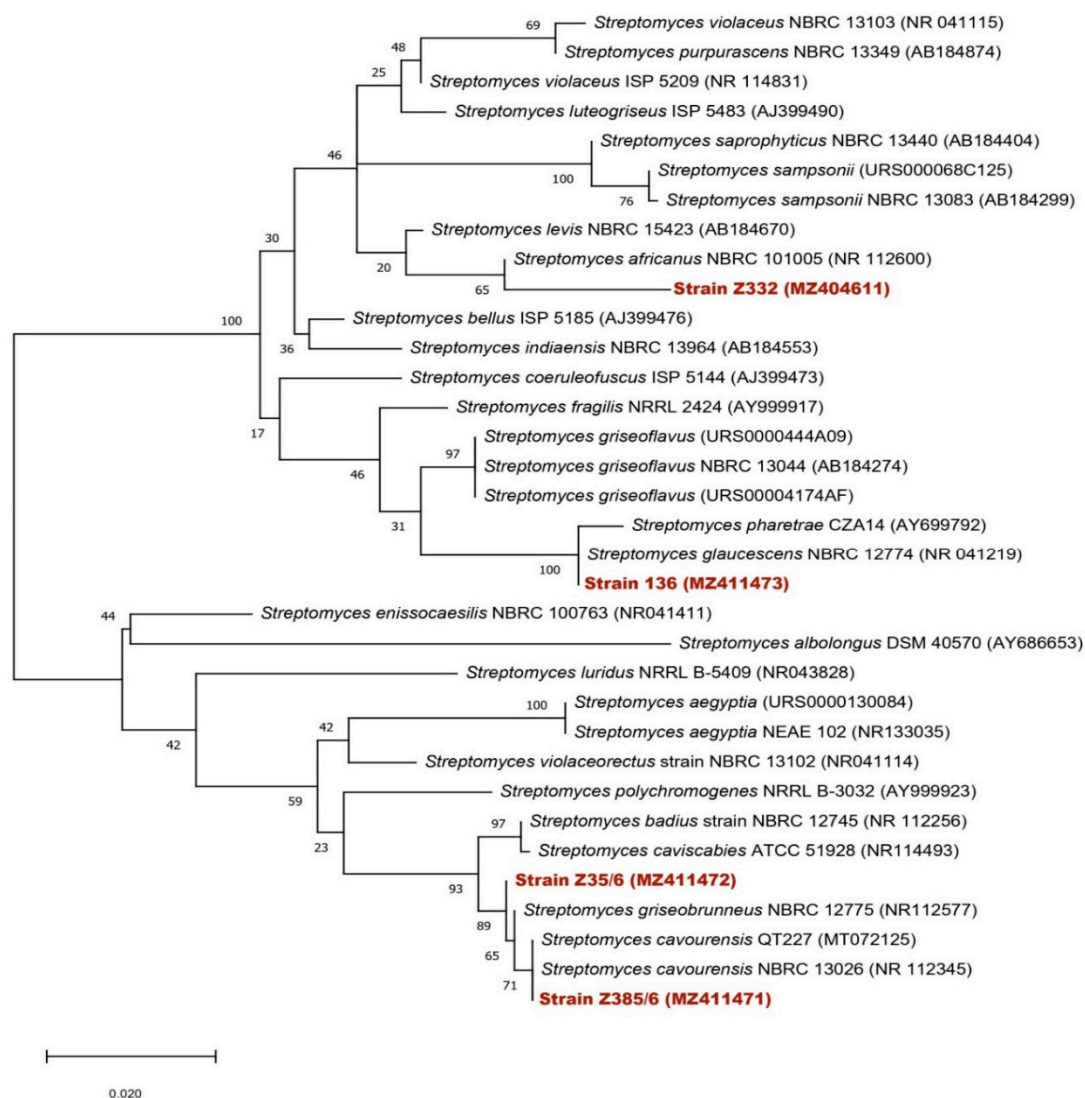 69
Streptomyces violaceus NBRC 13103 (NR 041115)
48
Streptomyces purpurascens NBRC 13349 (AB184874)
25
Streptomyces violaceus ISP 5209 (NR 114831)
Streptomyces luteogriseus ISP 5483 (AJ399490)
Streptomyces saprophyticus NBRC 13440 (AB184404)
46
100
Streptomyces sampsonii (URS000068C125)
76
Streptomyces sampsonii NBRC 13083 (AB184299)
Streptomyces levis NBRC 15423 (AB184670)
30
20
Streptomyces africanus NBRC 101005 (NR 112600)
65
Strain Z332 (MZ404611)
100
Streptomyces bellus ISP 5185 (AJ399476)
36
Streptomyces indiaensis NBRC 13964 (AB184553)
Streptomyces coeruleofuscus ISP 5144 (AJ399473)
Streptomyces fragilis NRRL 2424 (AY999917)
17
Streptomyces griseoflavus (URS0000444A09)
97
46
Streptomyces griseoflavus NBRC 13044 (AB184274)
Streptomyces griseoflavus (URS00004174AF)
31
Streptomyces pharetrae CZA14 (AY699792)
Streptomyces glaucescens NBRC 12774 (NR 041219)
100
Strain 136 (MZ411473)
44
Streptomyces enissocaesilis NBRC 100763 (NR041411)
Streptomyces albolongus DSM 40570 (AY686653)
Streptomyces luridus NRRL B-5409 (NR043828)
100
Streptomyces aegyptia (URS0000130084)
42
42
Streptomyces aegyptia NEAE 102 (NR133035)
Streptomyces violaceorectus strain NBRC 13102 (NR041114)
59
Streptomyces polychromogenes NRRL B-3032 (AY999923)
97
Streptomyces badius strain NBRC 12745 (NR 112256)
23
Streptomyces caviscabies ATCC 51928 (NR114493)
93
Strain Z35/6 (MZ411472)
89
Streptomyces griseobrunneus NBRC 12775 (NR112577)
65
Streptomyces cavourensis QT227 (MT072125)
71
Streptomyces cavourensis NBRC 13026 (NR 112345)
Strain Z385/6 (MZ411471)
0.020